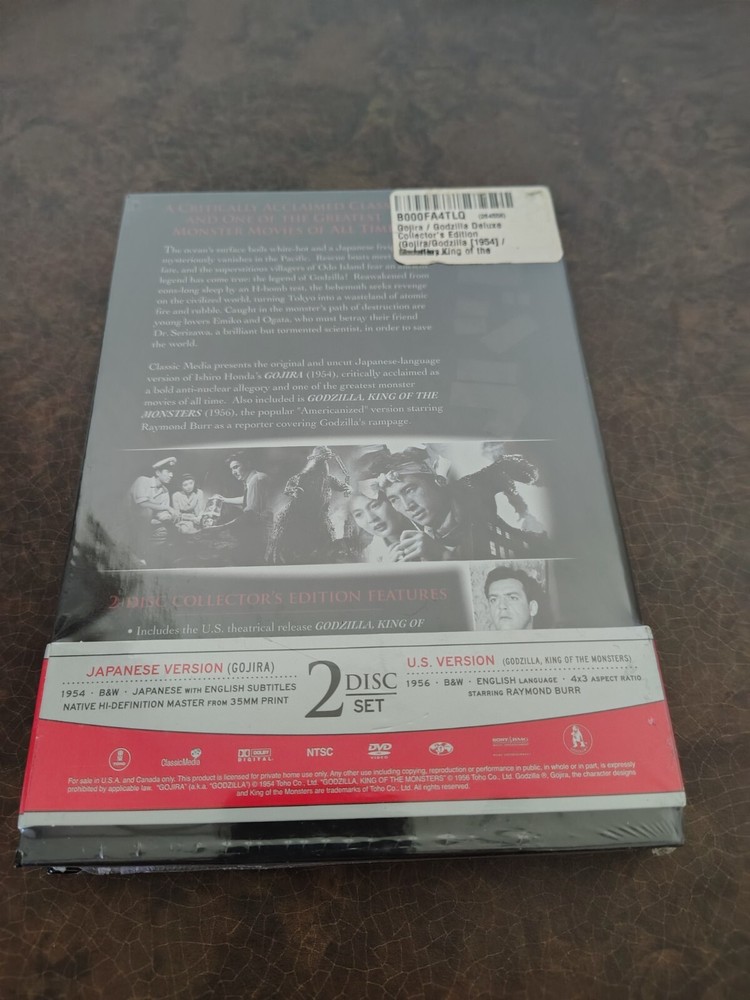 A CRITICALLY ACCLAIMED
AND ONE OF THE GREATEST
MONSTER MOVIES OF ALL TIME
B000FA4TLQ
Gojira / Godzilla Deluxe
Collector's Edition
(Gojira/Godzilla [1954] /
King of the
The ocean's surface boils white-hot and a Japanese
mysteriously vanishes in the Pacific. Rescue boats
fate, and the superstitious villagers of Odo Island fear an
legend has come true: the legend of Godzilla! Reawakened from
eons-long sleep by an H-bomb test, the behemoth seeks revenge
on the civilized world, turning Tokyo into a wasteland of atomic
fire and rubble. Caught in the monster's path of destruction are
young lovers Emiko and Ogata, who must betray their friend
Dr. Serizawa, a brilliant but tormented scientist, in order to save
the world.
Classic Media presents the original and uncut Japanese-language
version of Ishiro Honda's GOJIRA (1954), critically acclaimed as
a bold anti-nuclear allegory and one of the greatest monster
movies of all time. Also included is GODZILLA, KING OF THE
MONSTERS (1956), the popular "Americanized" version starring
Raymond Burr as a reporter covering Godzilla's rampage.
2-DISC COLLECTOR'S EDITION FEATURES
• Includes the U.S. theatrical release GODZILLA, KING OF
JAPANESE VERSION (GOJIRA)
1954 · B&W · JAPANESE WITH ENGLISH SUBTITLES
NATIVE HI-DEFINITION MASTER FROM 35MM PRINT
2 DISC
SET
U.S. VERSION (GODZILLA, KING OF THE MONSTERS)
1956 · B&W · ENGLISH LANGUAGE · 4x3 ASPECT RATIO
STARRING RAYMOND BURR
ClassicMedia
DOLBY
DIGITAL
NTSC
DVD
VIDEO
For sale in U.S.A. and Canada only. This product is licensed for private home use only. Any other use including copying, reproduction or performance in public, in whole or in part, is expressly
prohibited by applicable law. "GOJIRA" (a.k.a. "GODZILLA") © 1954 Toho Co., Ltd. "GODZILLA, KING OF THE MONSTERS" © 1956 Toho Co., Ltd. Godzilla ®, Gojira, the character designs
and King of the Monsters are trademarks of Toho Co., Ltd. All rights reserved.